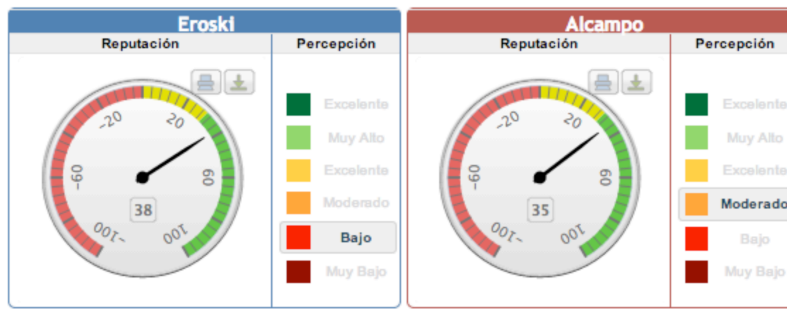 Eroski
Reputación
Percepción
-20
20
-60
60
38
-100
100
Excelente
Muy Alto
Excelente
Moderado
Bajo
Muy Bajo
Alcampo
Reputación
Percepción
-20
20
-60
60
35
-100
100
Excelente
Muy Alto
Excelente
Moderado
Bajo
Muy Bajo